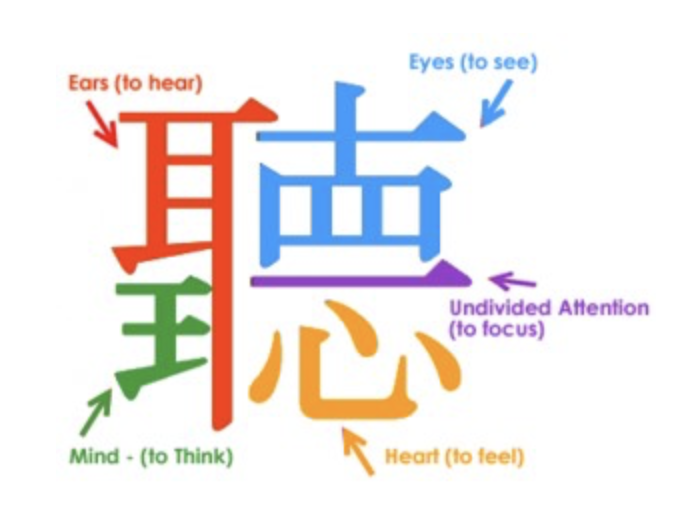 Eyes (to see)
Ears (to hear)
聽
Undivided Attention
(to focus)
Mind - (to Think)
Heart (to feel)